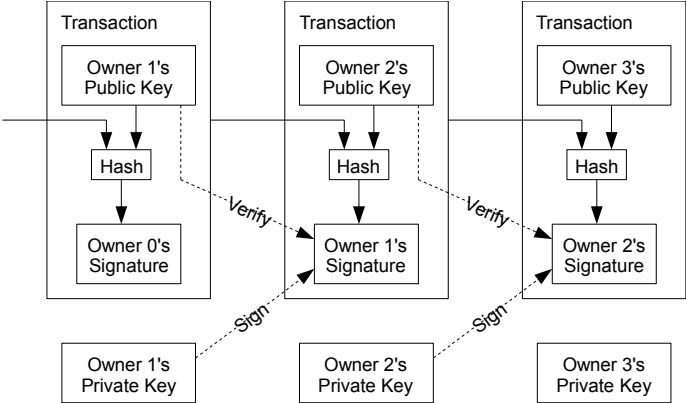 Transaction
Owner 1's
Public Key
Hash
Owner 0's
Signature
Transaction
Owner 2's
Public Key
Hash
Verify
Owner 1's
Signature
Transaction
Owner 3's
Public Key
Hash
Verify
Owner 2's
Signature
Sign
Sign
Owner 1's
Private Key
Owner 2's
Private Key
Owner 3's
Private Key